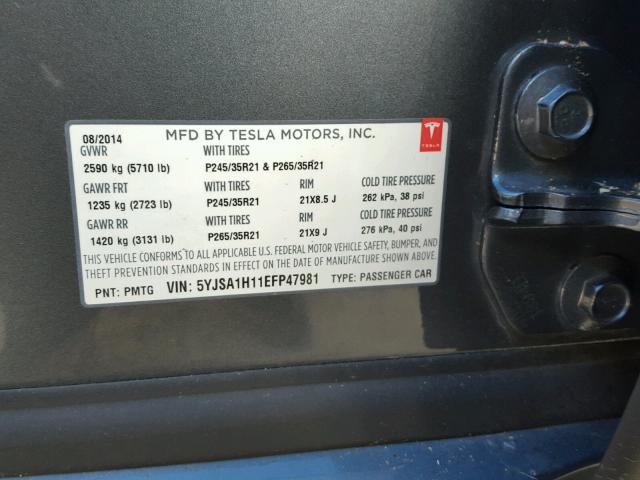 08/2014 MFD BY TESLA MOTORS, INC.
GVWR WITH TIRES
2590 kg (5710 lb) P245/35R21 & P265/35R21
GAWR FRT WITH TIRES RIM COLD TIRE PRESSURE
1235 kg (2723 lb) P245/35R21 21X8.5 J 262 kPa, 38 psi
GAWR RR WITH TIRES RIM COLD TIRE PRESSURE
1420 kg (3131 lb) P265/35R21 21X9 J 276 kPa, 40 psi
THIS VEHICLE CONFORMS TO ALL APPLICABLE U.S. FEDERAL MOTOR VEHICLE SAFETY, BUMPER, AND
THEFT PREVENTION STANDARDS IN EFFECT ON THE DATE OF MANUFACTURE SHOWN ABOVE.
PNT: PMTG VIN: 5YJSA1H11EFP47981 TYPE: PASSENGER CAR
TESLA